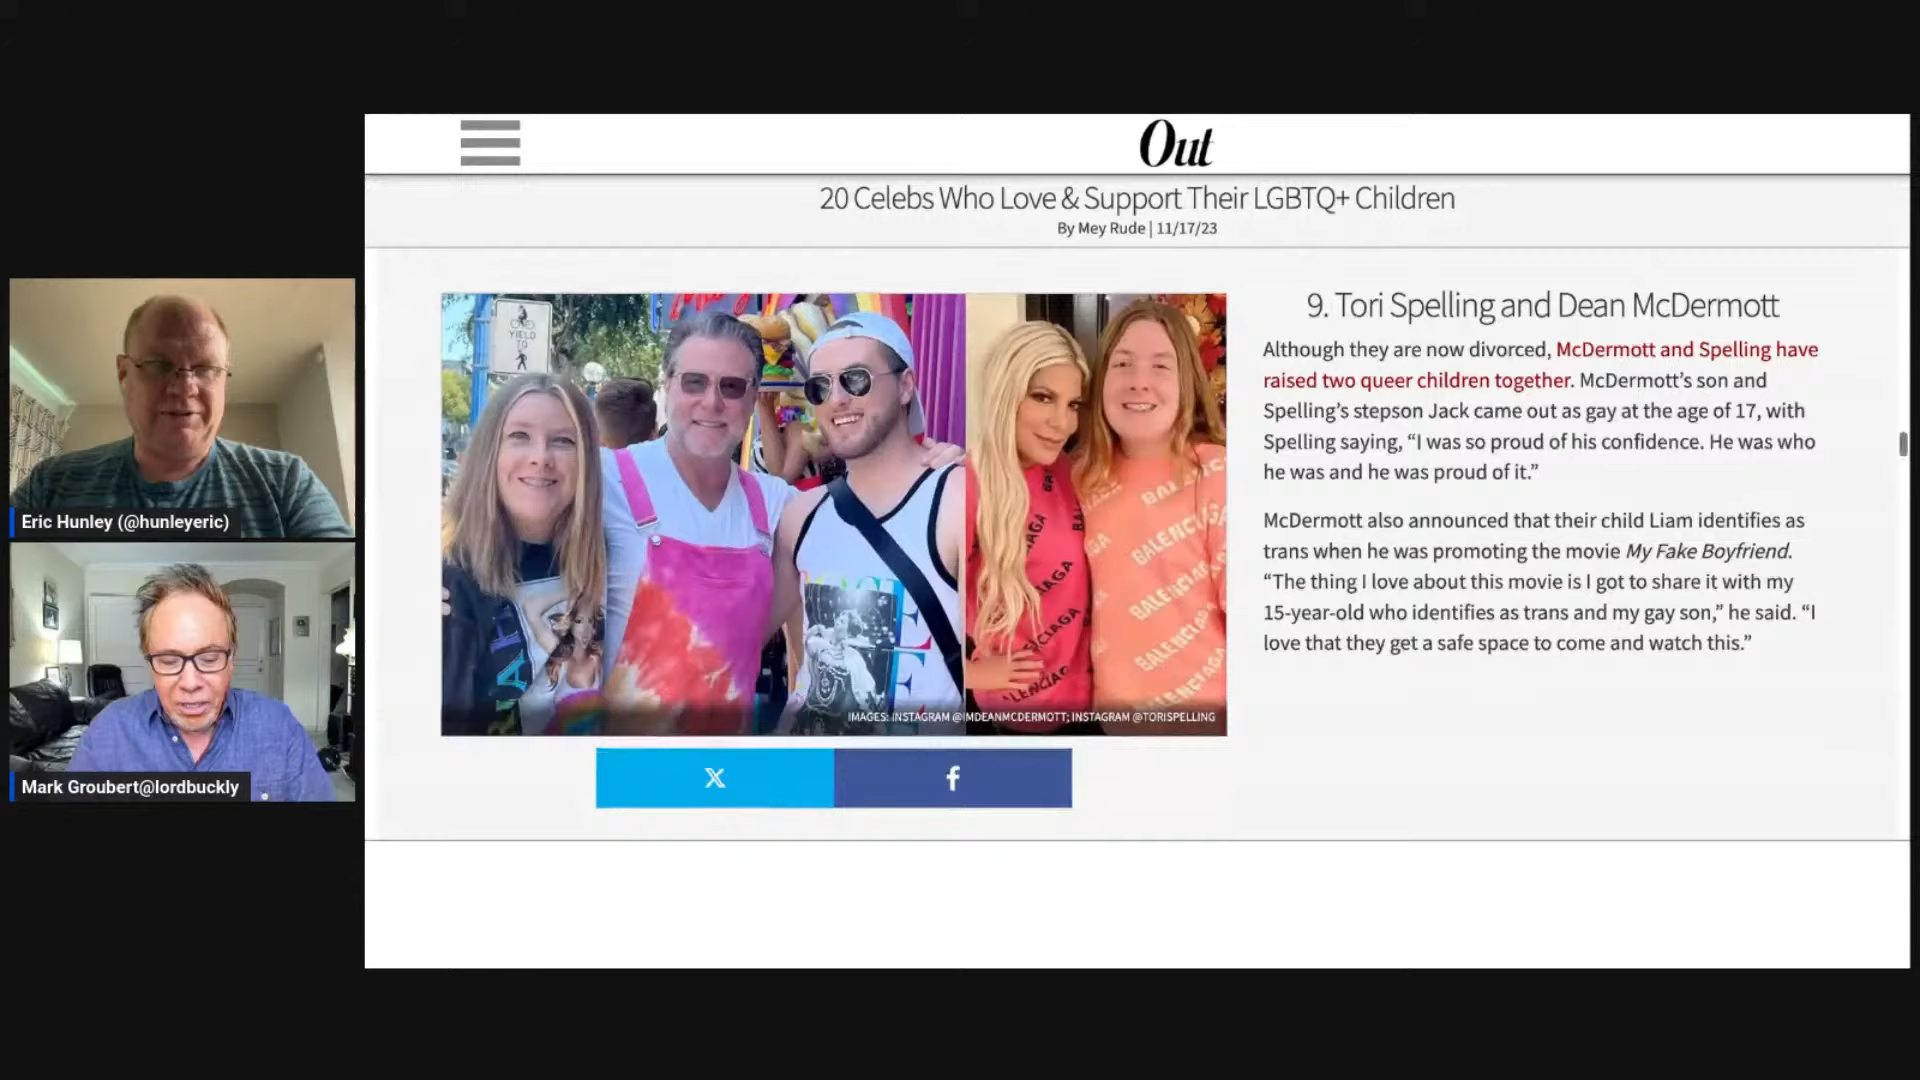 Out
20 Celebs Who Love & Support Their LGBTQ+ Children
By Mey Rude | 11/17/23
YIELD
TO
9. Tori Spelling and Dean McDermott
Although they are now divorced, McDermott and Spelling have
raised two queer children together. McDermott's son and
Spelling's stepson Jack came out as gay at the age of 17, with
Spelling saying, “I was so proud of his confidence. He was who
he was and he was proud of it.”
McDermott also announced that their child Liam identifies as
trans when he was promoting the movie My Fake Boyfriend.
“The thing I love about this movie is I got to share it with my
15-year-old who identifies as trans and my gay son,” he said. “I
love that they get a safe space to come and watch this.”
BALENCIAGA
BALENCIAGA
BALENCIAGA
IMAGES: INSTAGRAM @IMDEANMCDERMOTT; INSTAGRAM @TORISPELLING
X
f
Eric Hunley (@hunleyeric)
Mark Groubert@lordbuckly